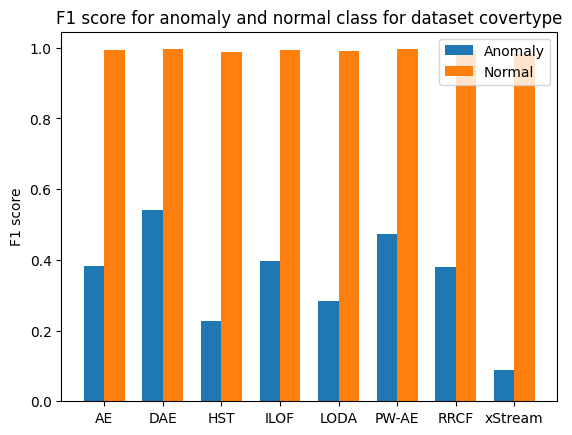 F1 score for anomaly and normal class for dataset covertype
Anomaly
Normal
F1 score
1.0
0.8
0.6
0.4
0.2
0.0
AE DAE HST ILOF LODA PW-AE RRCF xStream